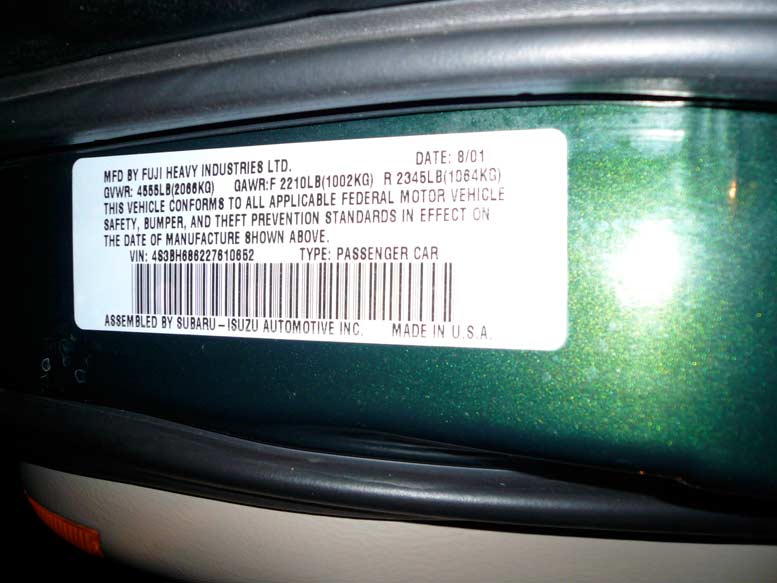 MFD BY FUJI HEAVY INDUSTRIES LTD. DATE: 8/01
GVWR: 4555LB(2066KG) GAWR:F 2210LB(1002KG) R 2345LB(1064KG)
THIS VEHICLE CONFORMS TO ALL APPLICABLE FEDERAL MOTOR VEHICLE
SAFETY, BUMPER, AND THEFT PREVENTION STANDARDS IN EFFECT ON
THE DATE OF MANUFACTURE SHOWN ABOVE.
VIN: 4S3BH686227610652 TYPE: PASSENGER CAR
ASSEMBLED BY SUBARU-ISUZU AUTOMOTIVE INC. MADE IN U.S.A.